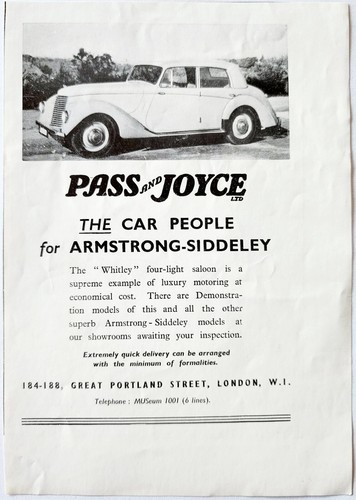 PASS AND JOYCE LTD
THE CAR PEOPLE
for ARMSTRONG-SIDDELEY
The "Whitley" four-light saloon is a
supreme example of luxury motoring at
economical cost. There are Demonstra-
tion models of this and all the other
superb Armstrong-Siddeley models at
our showrooms awaiting your inspection.
Extremely quick delivery can be arranged
with the minimum of formalities.
184-188, GREAT PORTLAND STREET, LONDON, W.1.
Telephone : MUSeum 1001 (6 lines).